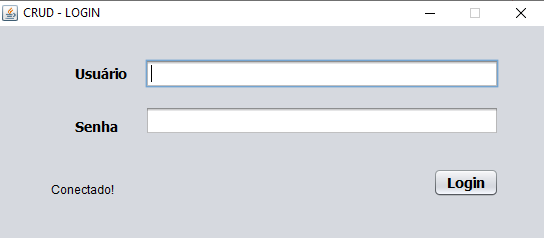 CRUD - LOGIN
Usuário
Senha
Conectado!
Login